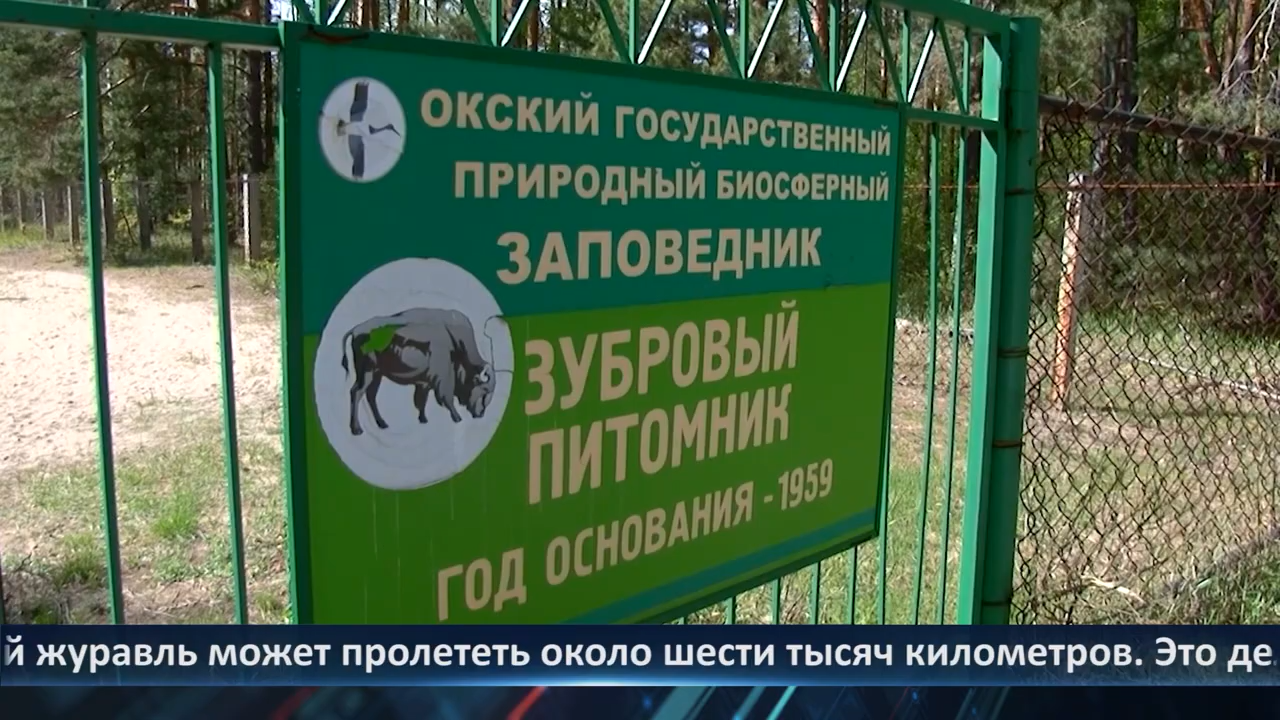 ОКСКИЙ ГОСУДАРСТВЕННЫЙ
ПРИРОДНЫЙ БИОСФЕРНЫЙ
ЗАПОВЕДНИК
ЗУБРОВЫЙ
ПИТОМНИК
ГОД ОСНОВАНИЯ - 1959
й журавль может пролететь около шести тысяч километров. Это де